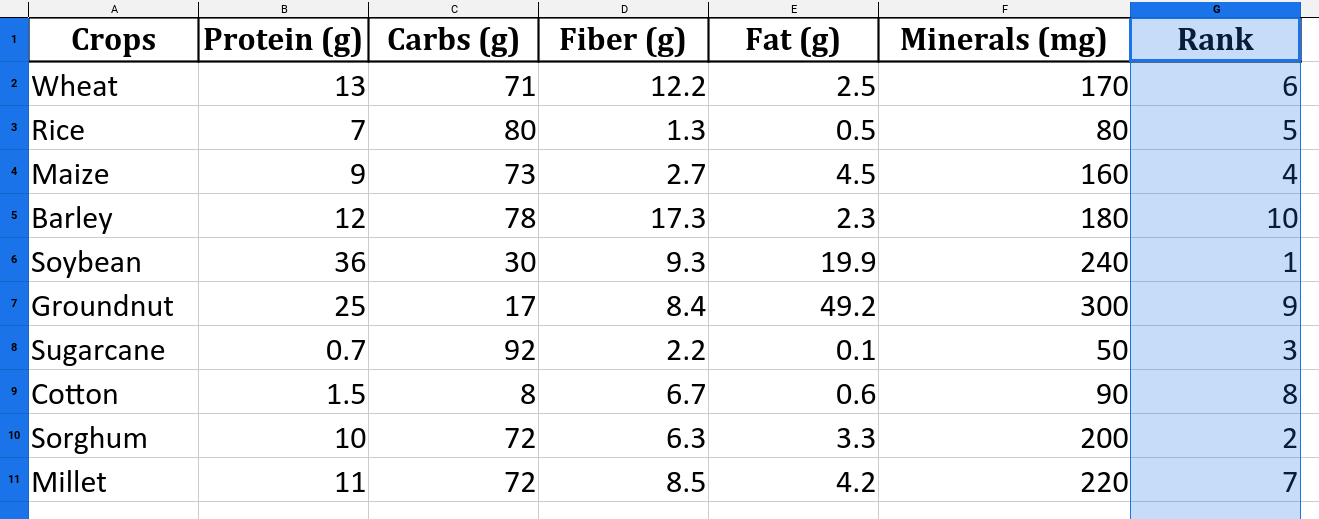 A B C D E F G
1 Crops Protein (g) Carbs (g) Fiber (g) Fat (g) Minerals (mg) Rank
2 Wheat 13 71 12.2 2.5 170 6
3 Rice 7 80 1.3 0.5 80 5
4 Maize 9 73 2.7 4.5 160 4
5 Barley 12 78 17.3 2.3 180 10
6 Soybean 36 30 9.3 19.9 240 1
7 Groundnut 25 17 8.4 49.2 300 9
8 Sugarcane 0.7 92 2.2 0.1 50 3
9 Cotton 1.5 8 6.7 0.6 90 8
10 Sorghum 10 72 6.3 3.3 200 2
11 Millet 11 72 8.5 4.2 220 7